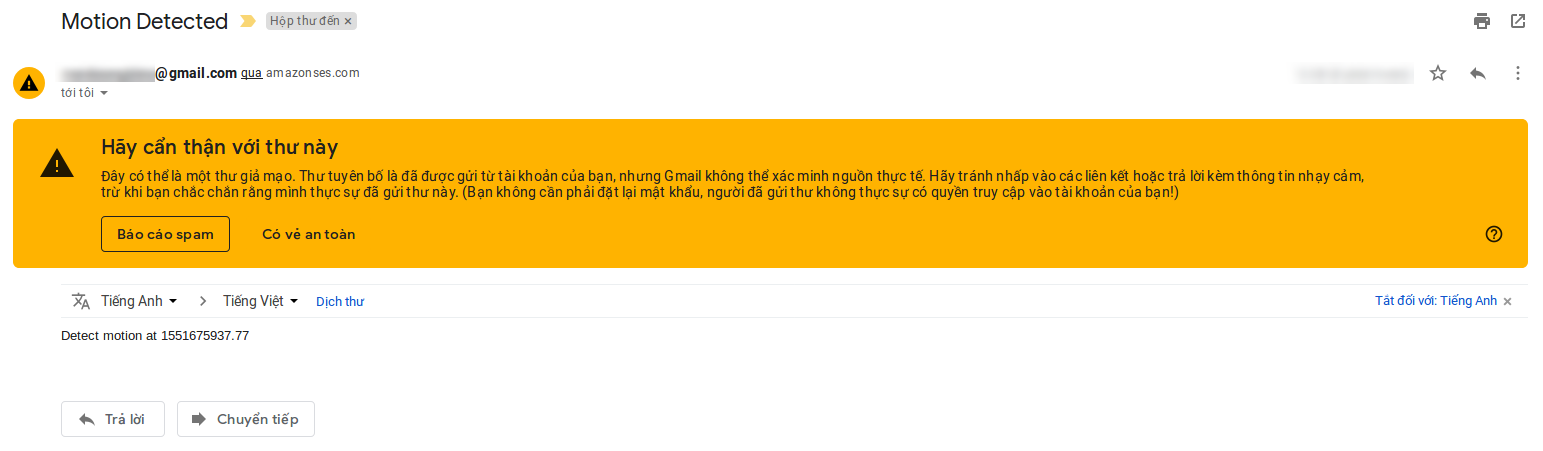 Motion Detected Hộp thư đến ×
@gmail.com qua amazonses.com
tới tôi
Hãy cẩn thận với thư này
Đây có thể là một thư giả mạo. Thư tuyên bố là đã được gửi từ tài khoản của bạn, nhưng Gmail không thể xác minh nguồn thực tế. Hãy tránh nhấp vào các liên kết hoặc trả lời kèm thông tin nhạy cảm,
trừ khi bạn chắc chắn rằng mình thực sự đã gửi thư này. (Bạn không cần phải đặt lại mật khẩu, người đã gửi thư không thực sự có quyền truy cập vào tài khoản của bạn!)
Báo cáo spam Có vẻ an toàn
Tiếng Anh > Tiếng Việt Dịch thư Tắt đối với: Tiếng Anh ×
Detect motion at 1551675937.77
Trả lời Chuyển tiếp